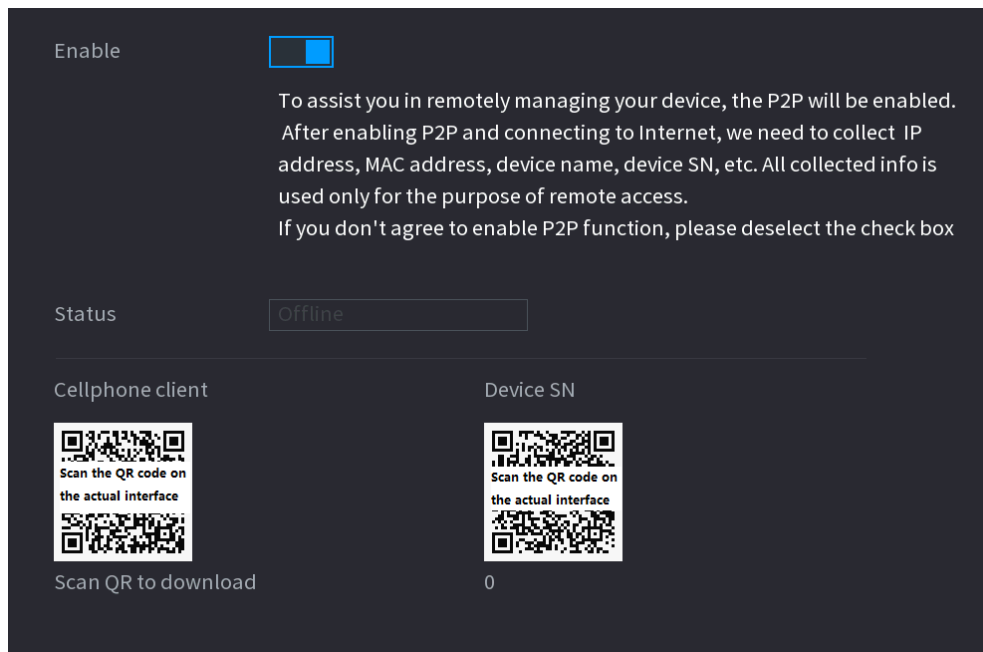 Enable
To assist you in remotely managing your device, the P2P will be enabled.
After enabling P2P and connecting to Internet, we need to collect IP
address, MAC address, device name, device SN, etc. All collected info is
used only for the purpose of remote access.
If you don't agree to enable P2P function, please deselect the check box
Status
Offline
Cellphone client
Device SN
Scan the QR code on
the actual interface
Scan the QR code on
the actual interface
Scan QR to download
0